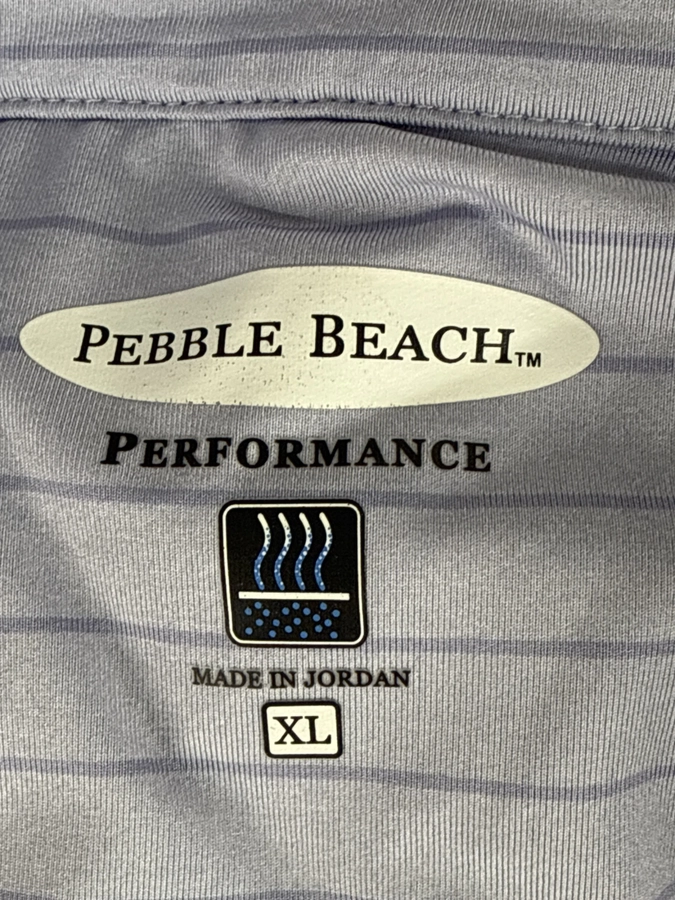 PEBBLE BEACH™
PERFORMANCE
MADE IN JORDAN
XL